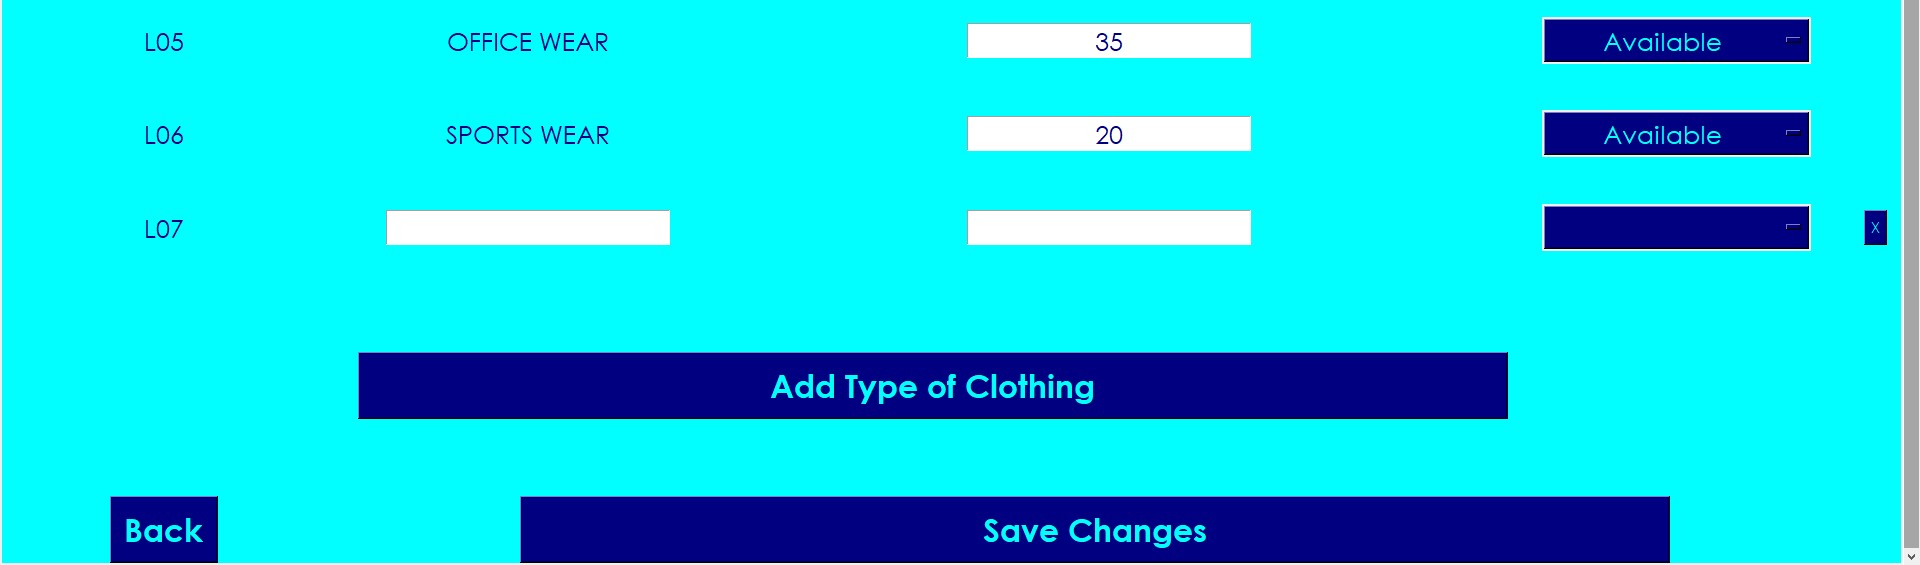 L05 OFFICE WEAR 35 Available
L06 SPORTS WEAR 20 Available
L07 X
Add Type of Clothing
Back Save Changes